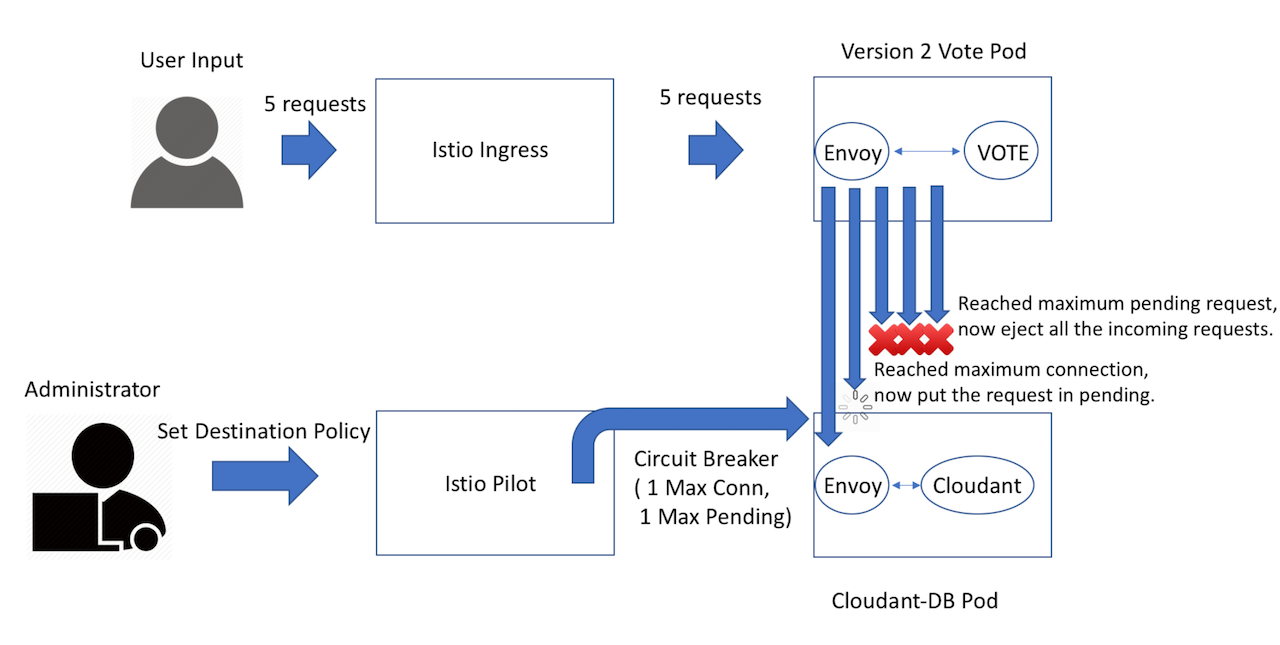 User Input
5 requests
Istio Ingress
5 requests
Version 2 Vote Pod
Envoy
VOTE
Reached maximum pending request,
now eject all the incoming requests.
Reached maximum connection,
now put the request in pending.
Administrator
Set Destination Policy
Istio Pilot
Circuit Breaker
( 1 Max Conn,
1 Max Pending)
Envoy
Cloudant
Cloudant-DB Pod